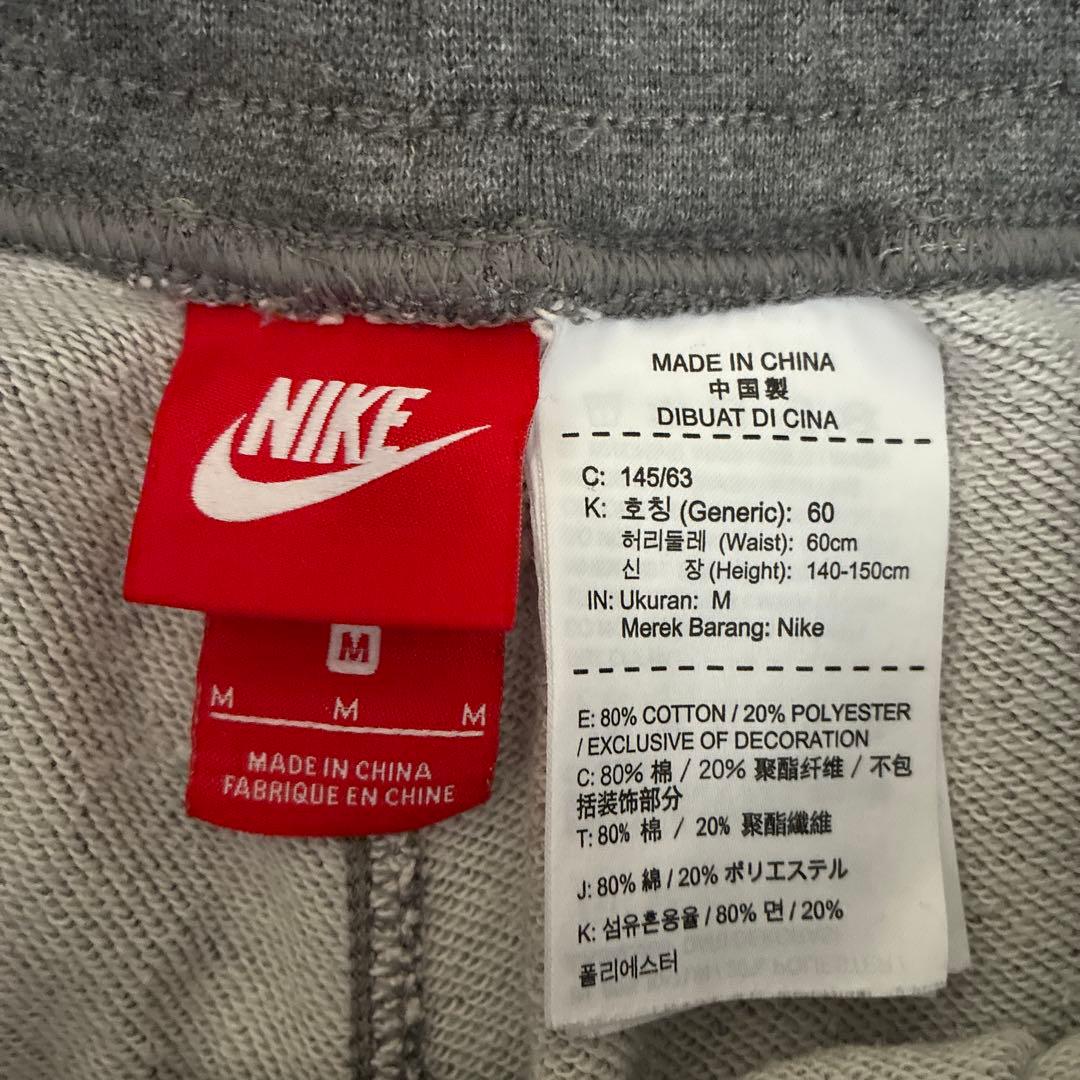 NIKE
M
M M M
MADE IN CHINA
FABRIQUE EN CHINE
MADE IN CHINA
中国製
DIBUAT DI CINA
C: 145/63
K: 호칭 (Generic): 60
허리둘레 (Waist): 60cm
신 장 (Height): 140-150cm
IN: Ukuran: M
Merek Barang: Nike
E: 80% COTTON / 20% POLYESTER
/ EXCLUSIVE OF DECORATION
C: 80% 棉 / 20% 聚酯纤维 / 不包
括装饰部分
T: 80% 棉 / 20% 聚酯纖維
J: 80% 綿 / 20% ポリエステル
K: 섬유혼용율 / 80% 면 / 20%
폴리에스터